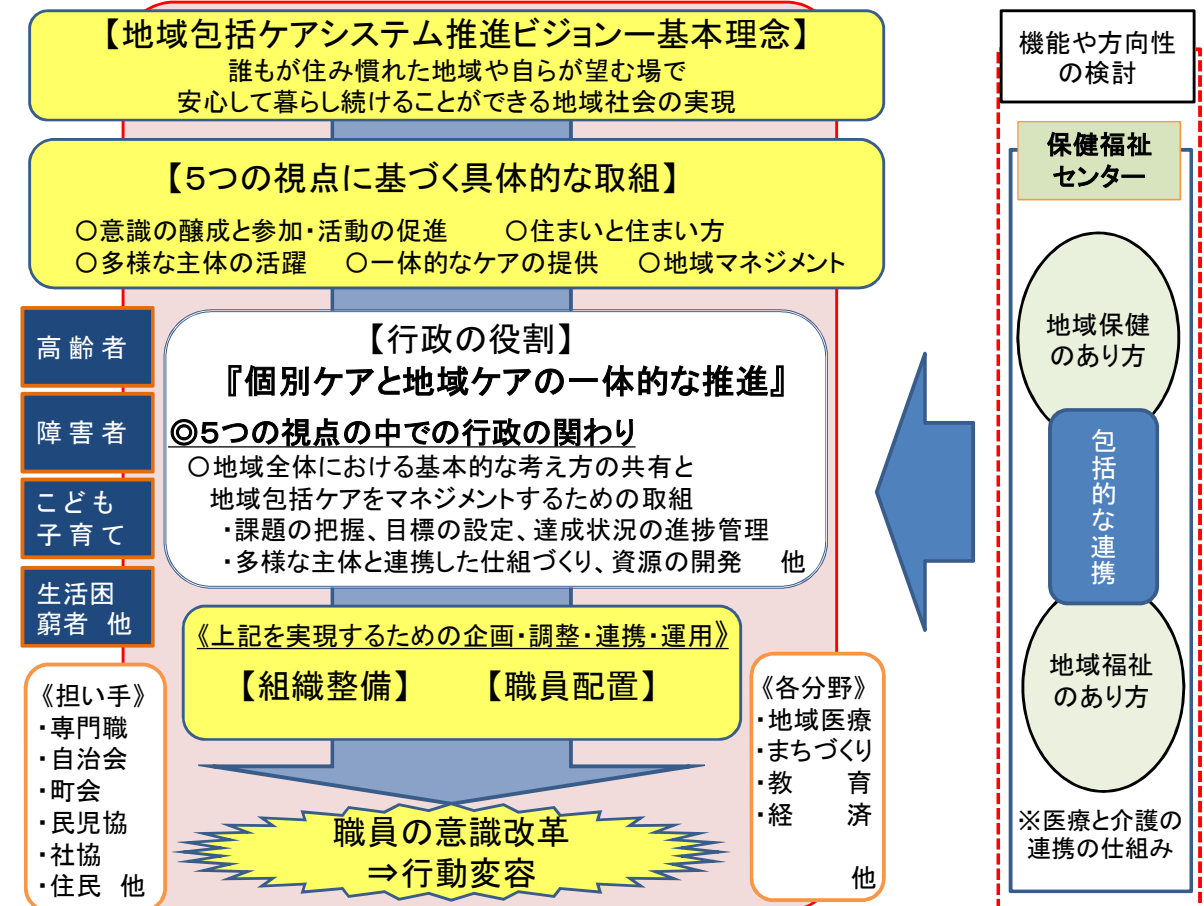 【地域包括ケアシステム推進ビジョンー基本理念】
誰もが住み慣れた地域や自らが望む場で
安心して暮らし続けることができる地域社会の実現
【5つの視点に基づく具体的な取組】
○意識の醸成と参加・活動の促進　○住まいと住まい方
○多様な主体の活躍　○一体的なケアの提供　○地域マネジメント
高齢者
障害者
こども
子育て
生活困
窮者 他
【行政の役割】
『個別ケアと地域ケアの一体的な推進』
◎5つの視点の中での行政の関わり
○地域全体における基本的な考え方の共有と
地域包括ケアをマネジメントするための取組
・課題の把握、目標の設定、達成状況の進捗管理
・多様な主体と連携した仕組づくり、資源の開発　他
《上記を実現するための企画・調整・連携・運用》
【組織整備】　【職員配置】
《担い手》
・専門職
・自治会
・町会
・民児協
・社協
・住民 他
《各分野》
・地域医療
・まちづくり
・教　育
・経　済
他
職員の意識改革
⇒行動変容
機能や方向性
の検討
保健福祉
センター
地域保健
のあり方
包括的な連携
地域福祉
のあり方
※医療と介護の
連携の仕組み